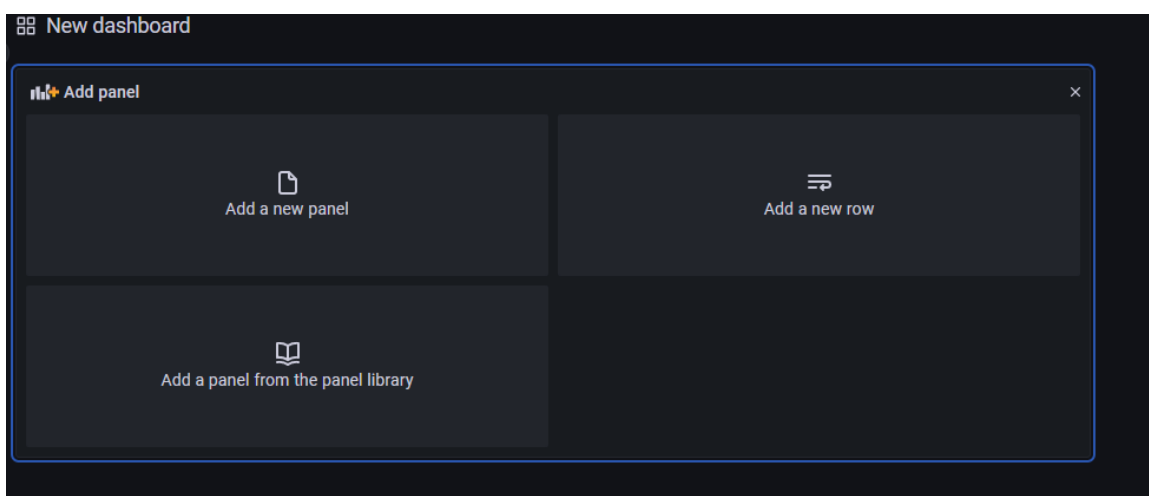 New dashboard
Add panel
Add a new panel
Add a new row
Add a panel from the panel library